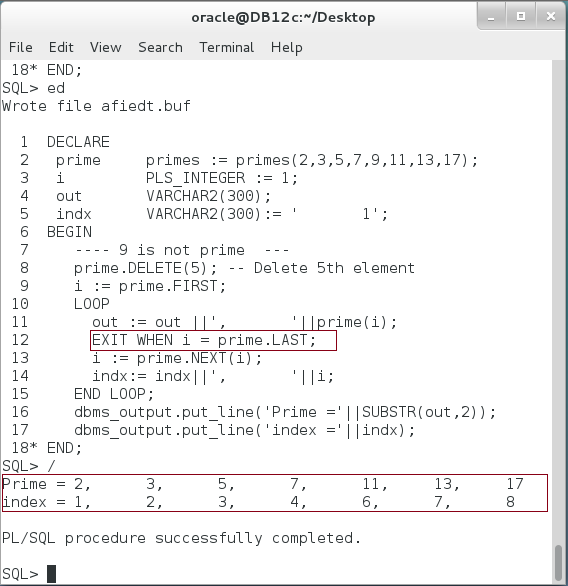 oracle@DB12c:~/Desktop
File Edit View Search Terminal Help
 18* END;
SQL> ed
Wrote file afiedt.buf
  1  DECLARE
  2   prime     primes := primes(2,3,5,7,9,11,13,17);
  3   i         PLS_INTEGER := 1;
  4   out       VARCHAR2(300);
  5   indx      VARCHAR2(300):= '       1';
  6  BEGIN
  7     ---- 9 is not prime  ---
  8     prime.DELETE(5); -- Delete 5th element
  9     i := prime.FIRST;
 10     LOOP
 11       out := out ||',       '||prime(i);
 12       EXIT WHEN i = prime.LAST;
 13       i := prime.NEXT(i);
 14       indx:= indx||',       '||i;
 15     END LOOP;
 16     dbms_output.put_line('Prime ='||SUBSTR(out,2));
 17     dbms_output.put_line('index ='||indx);
 18* END;
SQL> /
Prime = 2,      3,      5,      7,      11,     13,     17
index = 1,      2,      3,      4,      6,      7,      8
PL/SQL procedure successfully completed.
SQL>